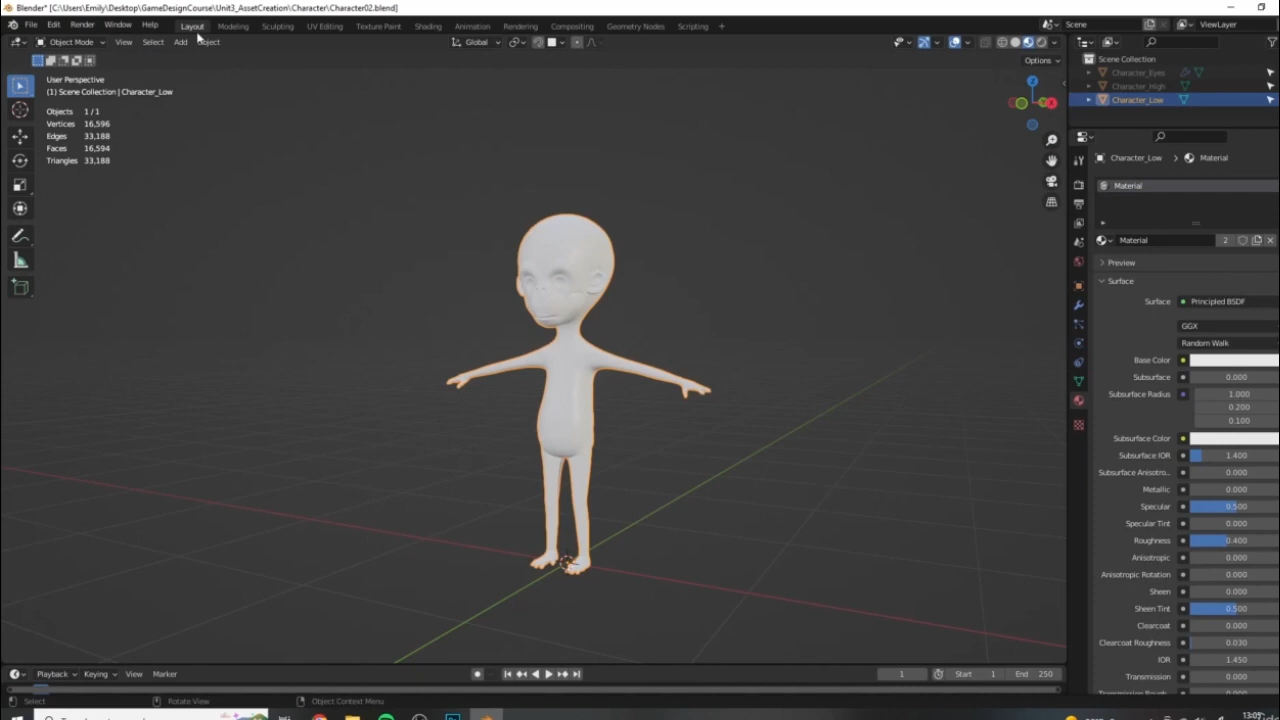 Blender* [C:\Users\Emily\Desktop\GameDesignCourse\Unit3_AssetCreation\Character\Character02.blend]
File Edit Render Window Help Layout Modeling Sculpting UV Editing Texture Paint Shading Animation Rendering Compositing Geometry Nodes Scripting + Scene ViewLayer
Object Mode View Select Add Object Global
Options
Scene Collection
Character_Eyes
Character_High
Character_Low
User Perspective
(1) Scene Collection | Character_Low
Objects 1 / 1
Vertices 16,596
Edges 33,188
Faces 16,594
Triangles 33,188
Z
Y
X
Character_Low > Material
Material
Material 2
Preview
Surface
Surface Principled BSDF
GGX
Random Walk
Base Color
Subsurface 0.000
Subsurface Radius 1.000
0.200
0.100
Subsurface Color
Subsurface IOR 1.400
Subsurface Anisotro.. 0.000
Metallic 0.000
Specular 0.500
Specular Tint 0.000
Roughness 0.400
Anisotropic 0.000
Anisotropic Rotation 0.000
Sheen 0.000
Sheen Tint 0.500
Clearcoat 0.000
Clearcoat Roughness 0.030
IOR 1.450
Transmission 0.000
Playback Keying View Marker 1 Start 1 End 250
Select Rotate View Object Context Menu
13:05